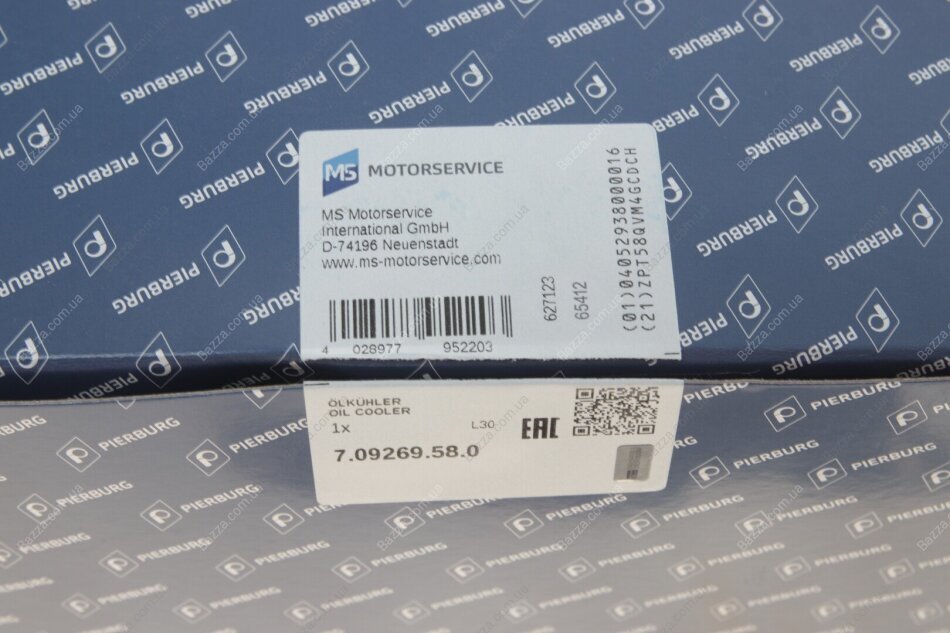 MS MOTORSERVICE
MS Motorservice
International GmbH
D-74196 Neuenstadt
www.ms-motorservice.com
4 028977 952203
627123
65412
(01)04052938000016
(21)ZPT58QVM4GCDCH
ÖLKÜHLER
OIL COOLER
1x
L30
EAC
7.09269.58.0
PIERBURG
Bazza.com.ua